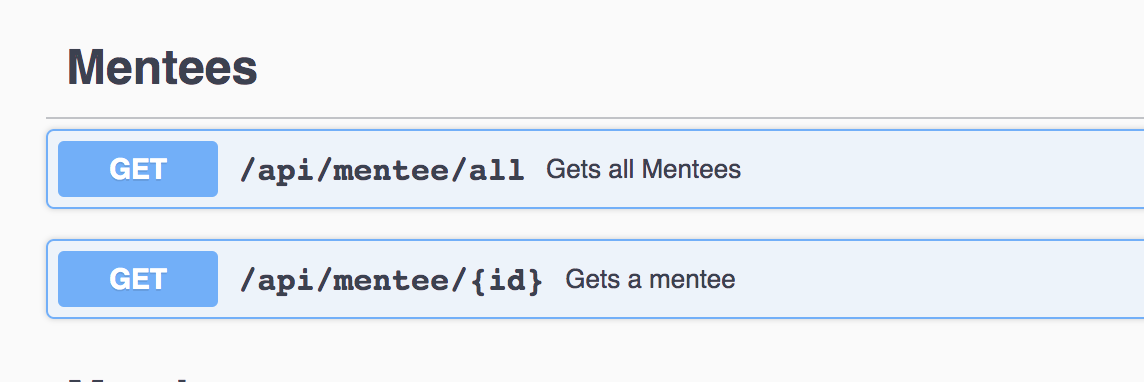 Mentees
GET /api/mentee/all Gets all Mentees
GET /api/mentee/{id} Gets a mentee